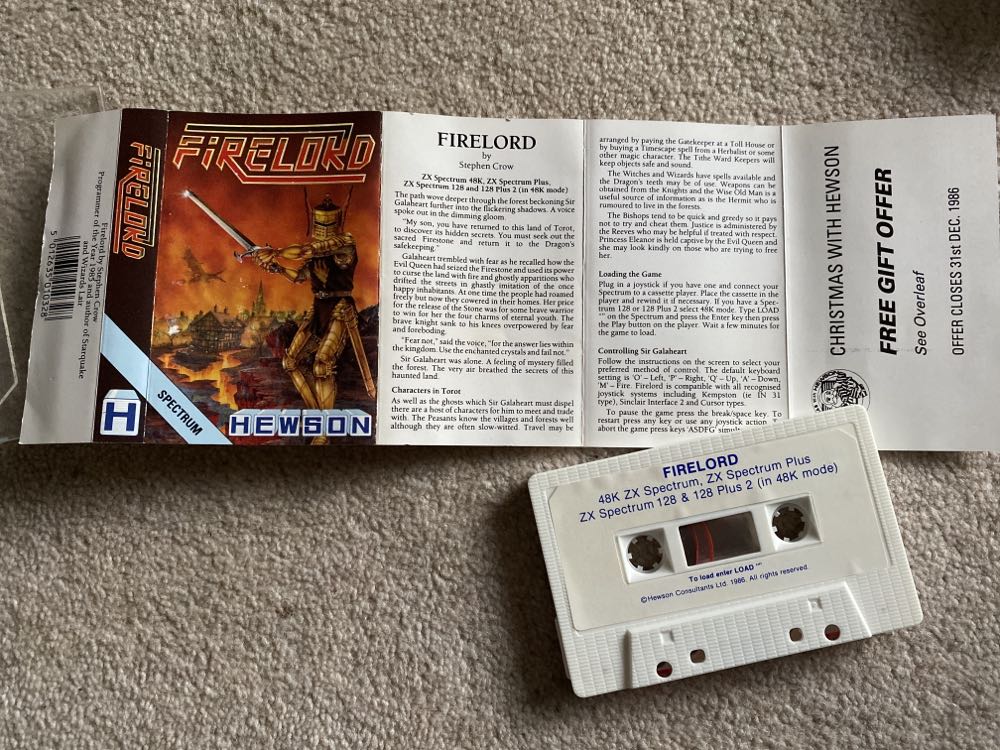 Firelord by Stephen Crow
Programmer of the Year 1985 and author of Starquake
and Wizards Lair
5 012635 010328
FIRELORD
H
SPECTRUM
FIRELORD
HEWSON
FIRELORD
by
Stephen Crow
ZX Spectrum 48K, ZX Spectrum Plus,
ZX Spectrum 128 and 128 Plus 2 (in 48K mode)
The path wove deeper through the forest beckoning Sir
Galaheart further into the flickering shadows. A voice
spoke out in the dimming gloom.
"My son, you have returned to this land of Torot,
to discover its hidden secrets. You must seek out the
sacred Firestone and return it to the Dragon's
safekeeping."
Galaheart trembled with fear as he recalled how the
Evil Queen had seized the Firestone and used its power
to curse the land with fire and ghostly apparitions who
drifted the streets in ghastly imitation of the once
happy inhabitants. At one time the people had roamed
freely but now they cowered in their homes. Her price
for the release of the Stone was for some brave warrior
to win for her the four charms of eternal youth. The
brave knight sank to his knees overpowered by fear
and foreboding.
"Fear not," said the voice, "for the answer lies within
the kingdom. Use the enchanted crystals and fail not."
Sir Galaheart was alone. A feeling of mystery filled
the forest. The very air breathed the secrets of this
haunted land.
Characters in Torot
As well as the ghosts which Sir Galaheart must dispel
there are a host of characters for him to meet and trade
with. The Peasants know the villages and forests well
although they are often slow-witted. Travel may be
arranged by paying the Gatekeeper at a Toll House or
by buying a Timescape spell from a Herbalist or some
other magic character. The Tithe Ward Keepers will
keep objects safe and sound.
The Witches and Wizards have spells available and
the Dragon's teeth may be of use. Weapons can be
obtained from the Knights and the Wise Old Man is a
useful source of information as is the Hermit who is
rumoured to live in the forests.
The Bishops tend to be quick and greedy so it pays
not to try and cheat them. Justice is administered by
the Reeves who may be helpful if treated with respect.
Princess Eleanor is held captive by the Evil Queen and
she may look kindly on those who are trying to free
her.
Loading the Game
Plug in a joystick if you have one and connect your
Spectrum to a cassette player. Place the cassette in the
player and rewind it if necessary. If you have a Spec-
trum 128 or 128 Plus 2 select 48K mode. Type LOAD
"" on the Spectrum and press the Enter key then press
the Play button on the player. Wait a few minutes for
the game to load.
Controlling Sir Galaheart
Follow the instructions on the screen to select your
preferred method of control. The default keyboard
setting is 'O' – Left, 'P' – Right, 'Q' – Up, 'A' – Down,
'M' – Fire. Firelord is compatible with all recognised
joystick systems including Kempston (ie IN 31
type), Sinclair Interface 2 and Cursor types.
To pause the game press the break/space key. To
restart press any key or use any joystick action. T
abort the game press keys 'ASDFG'
CHRISTMAS WITH HEWSON
FREE GIFT OFFER
See Overleaf
OFFER CLOSES 31st DEC. 1986
FIRELORD
48K ZX Spectrum, ZX Spectrum Plus
ZX Spectrum 128 & 128 Plus 2 (in 48K mode)
To load enter LOAD ""
©Hewson Consultants Ltd. 1986. All rights reserved.